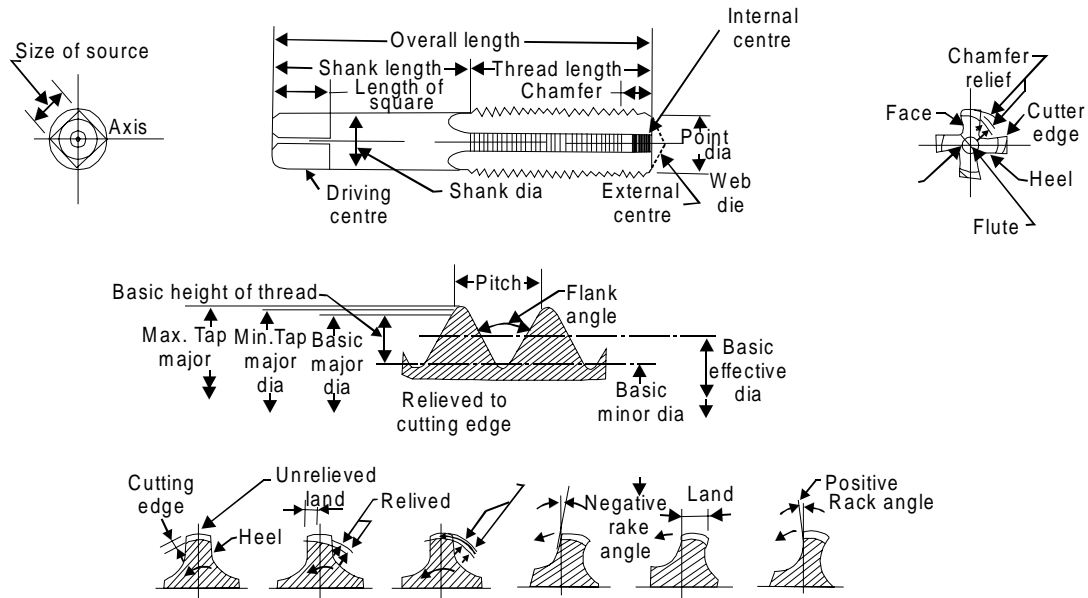 Size of source
Axis
Overall length
Shank length
Thread length
Length of
square
Chamfer
Internal
centre
Point
dia
Web
die
Driving
centre
Shank dia
External
centre
Chamfer
relief
Face
Cutter
edge
Heel
Flute
Basic height of thread
Pitch
Flank
angle
Max. Tap
major
Min.Tap
major
dia
Basic
major
dia
Relieved to
cutting edge
Basic
minor dia
Basic
effective
dia
Cutting
edge
Unrelieved
land
Heel
Relived
Negative
rake
angle
Land
Positive
Rack angle